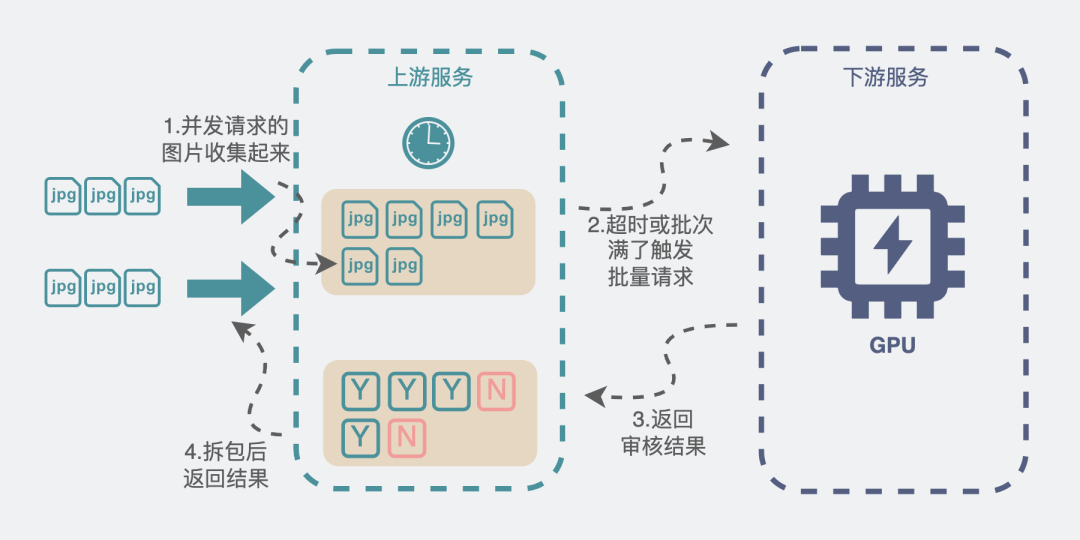 上游服务
下游服务
1.并发请求的
图片收集起来
jpg jpg jpg
jpg jpg jpg jpg
jpg jpg
2.超时或批次
满了触发
批量请求
jpg jpg jpg
GPU
Y Y Y N
Y N
3.返回
审核结果
4.拆包后
返回结果